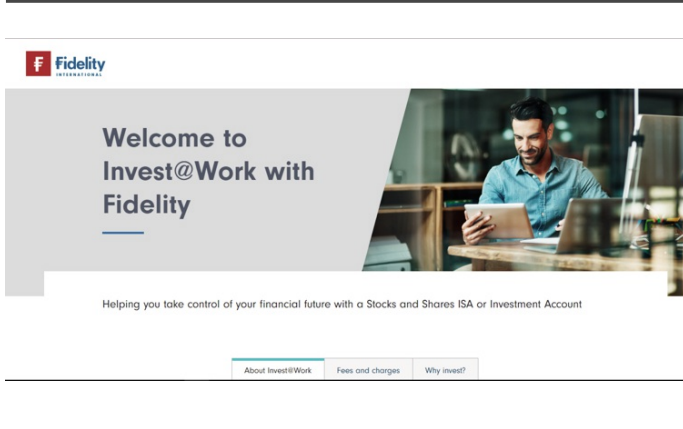 Fidelity
INTERNATIONAL
Welcome to
Invest@Work with
Fidelity
Helping you take control of your financial future with a Stocks and Shares ISA or Investment Account
About Invest@Work
Fees and charges
Why invest?